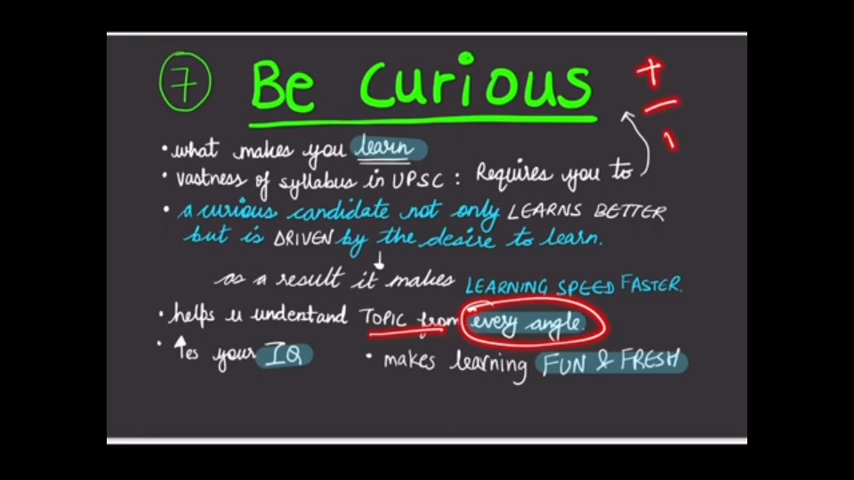 7 Be Curious
+
-
• what makes you learn
• vastness of syllabus in UPSC : Requires you to
• a curious candidate not only LEARNS BETTER
but is DRIVEN by the desire to learn.
as a result it makes LEARNING SPEED FASTER.
• helps u understand TOPIC from every angle.
• ↑es your IQ • makes learning FUN & FRESH